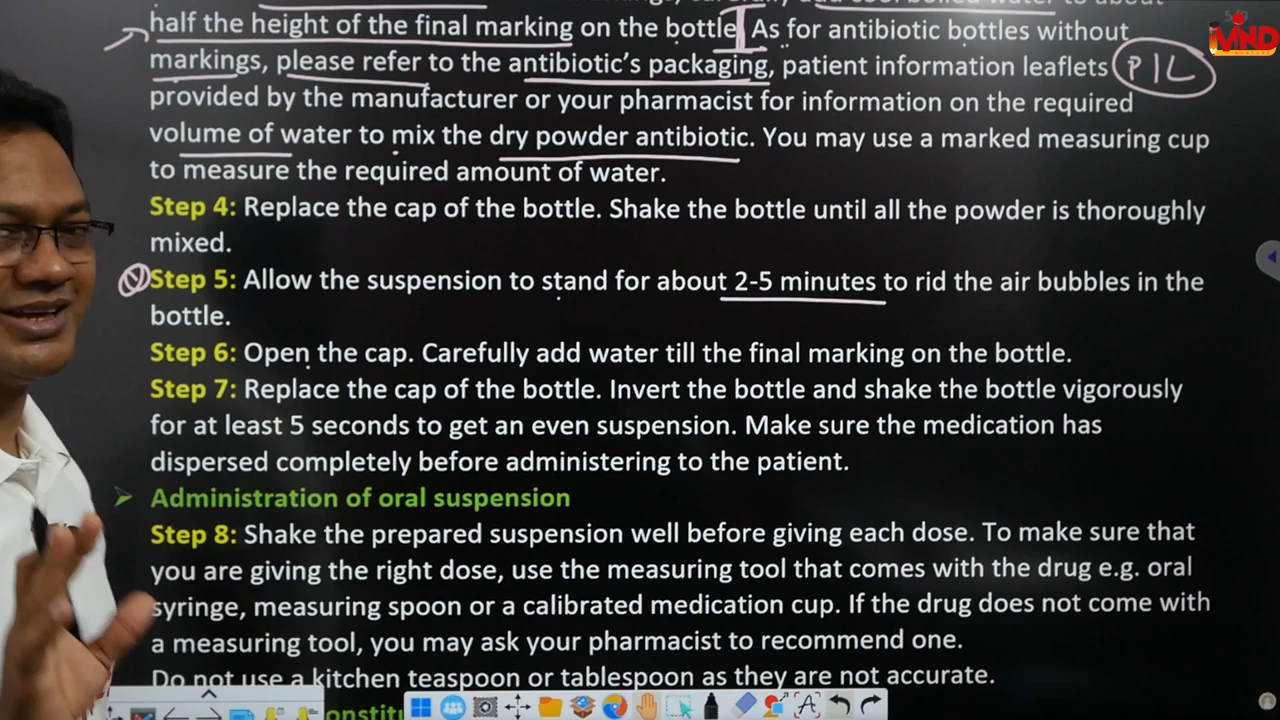 half the height of the final marking on the bottle. As for antibiotic bottles without
markings, please refer to the antibiotic's packaging, patient information leaflets PIL
provided by the manufacturer or your pharmacist for information on the required
volume of water to mix the dry powder antibiotic. You may use a marked measuring cup
to measure the required amount of water.
Step 4: Replace the cap of the bottle. Shake the bottle until all the powder is thoroughly
mixed.
Step 5: Allow the suspension to stand for about 2-5 minutes to rid the air bubbles in the
bottle.
Step 6: Open the cap. Carefully add water till the final marking on the bottle.
Step 7: Replace the cap of the bottle. Invert the bottle and shake the bottle vigorously
for at least 5 seconds to get an even suspension. Make sure the medication has
dispersed completely before administering to the patient.
➤ Administration of oral suspension
Step 8: Shake the prepared suspension well before giving each dose. To make sure that
you are giving the right dose, use the measuring tool that comes with the drug e.g. oral
syringe, measuring spoon or a calibrated medication cup. If the drug does not come with
a measuring tool, you may ask your pharmacist to recommend one.
Do not use a kitchen teaspoon or tablespoon as they are not accurate.